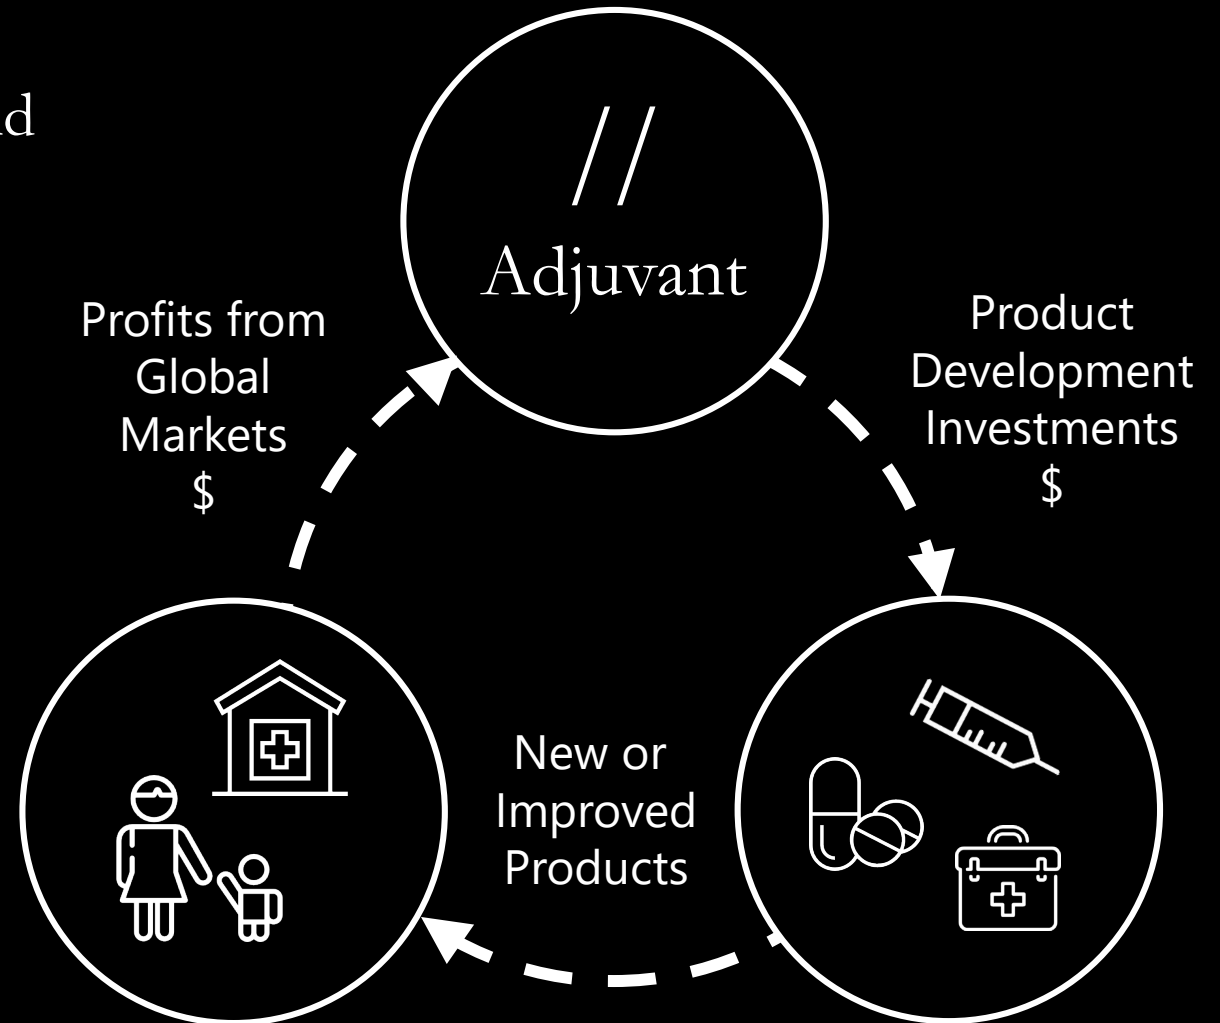 //
Adjuvant
Profits from
Global
Markets
$
Product
Development
Investments
$
New or
Improved
Products